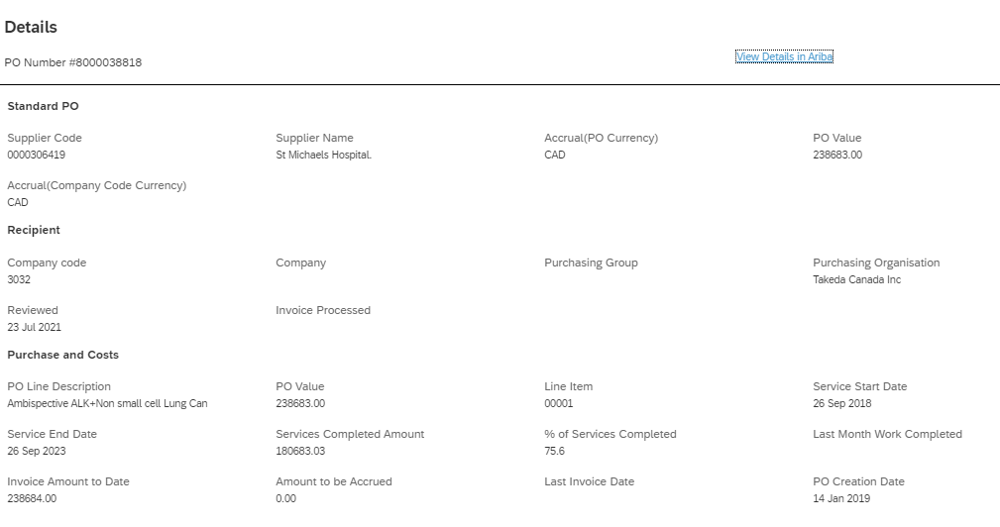 Details
PO Number #8000038818
View Details in Ariba
Standard PO
Supplier Code Supplier Name Accrual(PO Currency) PO Value
0000306419 St Michaels Hospital. CAD 238683.00
Accrual(Company Code Currency)
CAD
Recipient
Company code Company Purchasing Group Purchasing Organisation
3032 Takeda Canada Inc
Reviewed Invoice Processed
23 Jul 2021
Purchase and Costs
PO Line Description PO Value Line Item Service Start Date
Ambispective ALK+Non small cell Lung Can 238683.00 00001 26 Sep 2018
Service End Date Services Completed Amount % of Services Completed Last Month Work Completed
26 Sep 2023 180683.03 75.6
Invoice Amount to Date Amount to be Accrued Last Invoice Date PO Creation Date
238684.00 0.00 14 Jan 2019